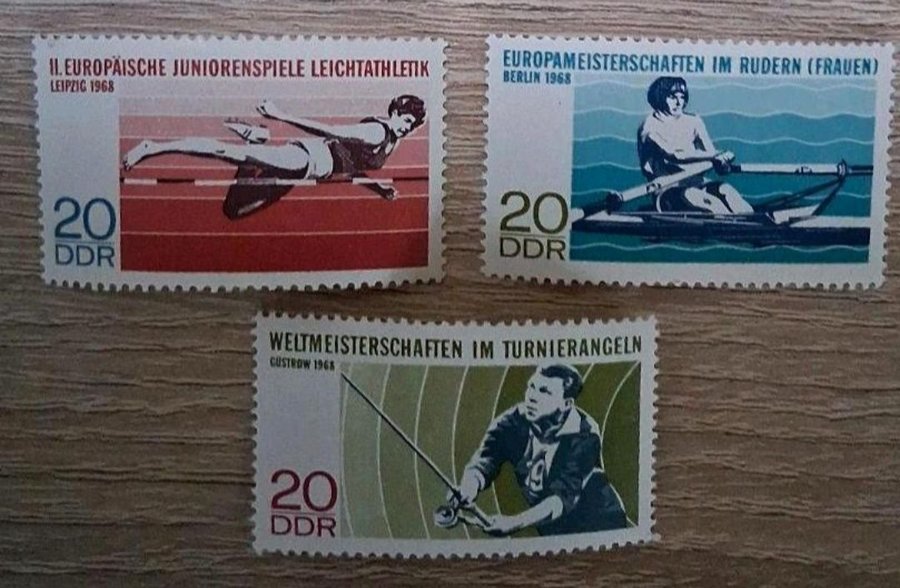 II. EUROPÄISCHE JUNIORENSPIELE LEICHTATHLETIK
LEIPZIG 1968
20
DDR
EUROPAMEISTERSCHAFTEN IM RUDERN (FRAUEN)
BERLIN 1968
20
DDR
WELTMEISTERSCHAFTEN IM TURNIERANGELN
GÜSTROW 1968
20
DDR